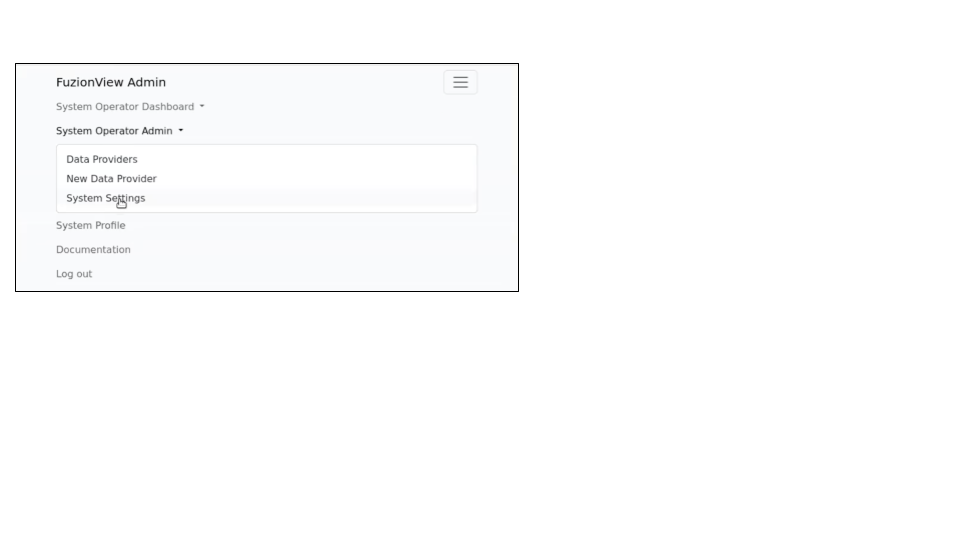 FuzionView Admin
System Operator Dashboard
System Operator Admin
Data Providers
New Data Provider
System Settings
System Profile
Documentation
Log out